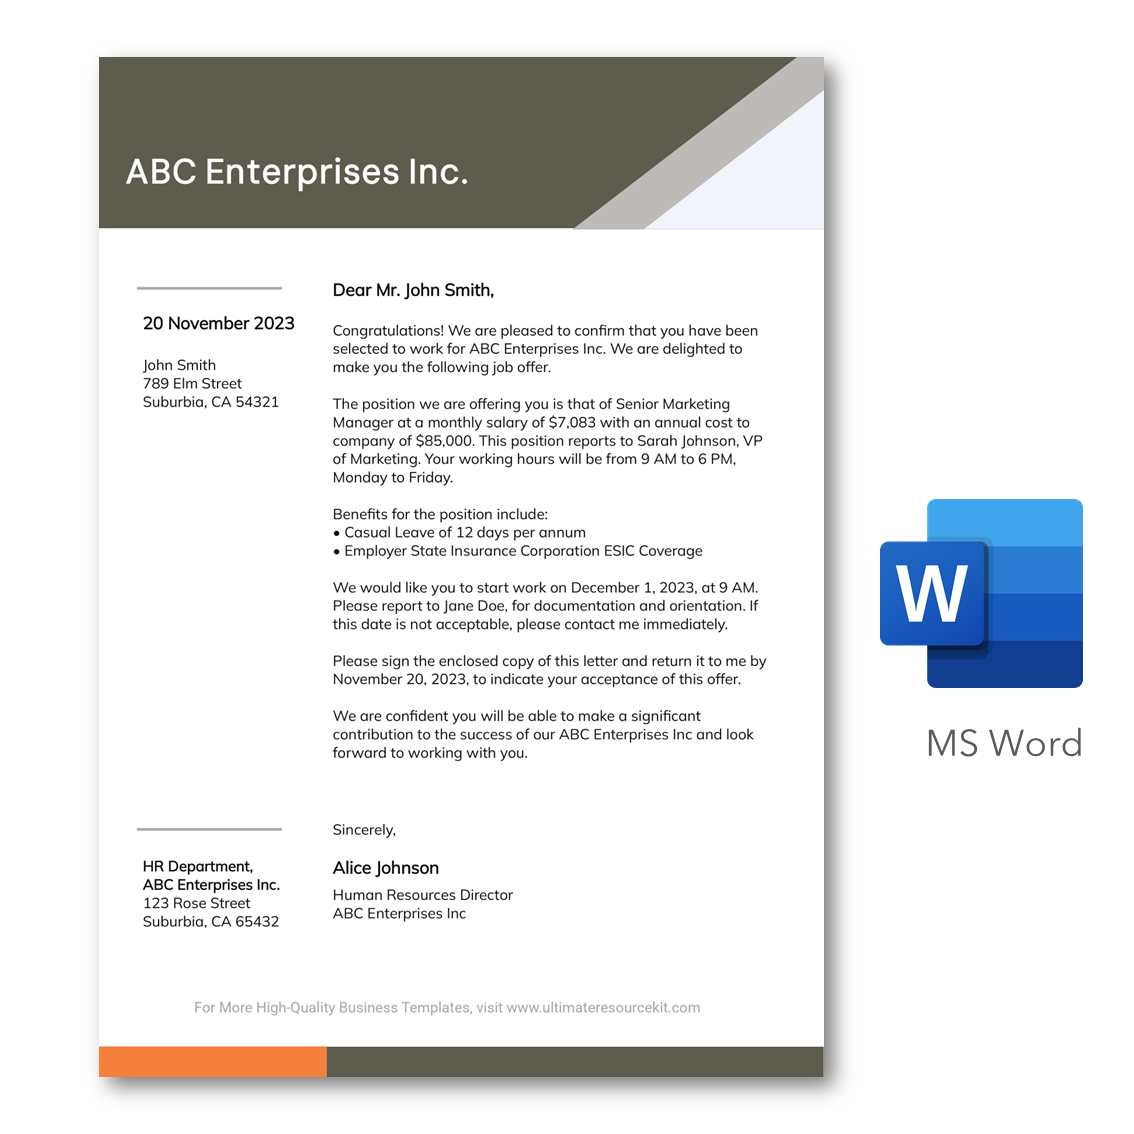 ABC Enterprises Inc.
20 November 2023
John Smith
789 Elm Street
Suburbia, CA 54321
Dear Mr. John Smith,
Congratulations! We are pleased to confirm that you have been
selected to work for ABC Enterprises Inc. We are delighted to
make you the following job offer.
The position we are offering you is that of Senior Marketing
Manager at a monthly salary of $7,083 with an annual cost to
company of $85,000. This position reports to Sarah Johnson, VP
of Marketing. Your working hours will be from 9 AM to 6 PM,
Monday to Friday.
Benefits for the position include:
• Casual Leave of 12 days per annum
• Employer State Insurance Corporation ESIC Coverage
We would like you to start work on December 1, 2023, at 9 AM.
Please report to Jane Doe, for documentation and orientation. If
this date is not acceptable, please contact me immediately.
Please sign the enclosed copy of this letter and return it to me by
November 20, 2023, to indicate your acceptance of this offer.
We are confident you will be able to make a significant
contribution to the success of our ABC Enterprises Inc and look
forward to working with you.
Sincerely,
Alice Johnson
Human Resources Director
ABC Enterprises Inc
HR Department,
ABC Enterprises Inc.
123 Rose Street
Suburbia, CA 65432
For More High-Quality Business Templates, visit www.ultimateresourcekit.com
W
MS Word